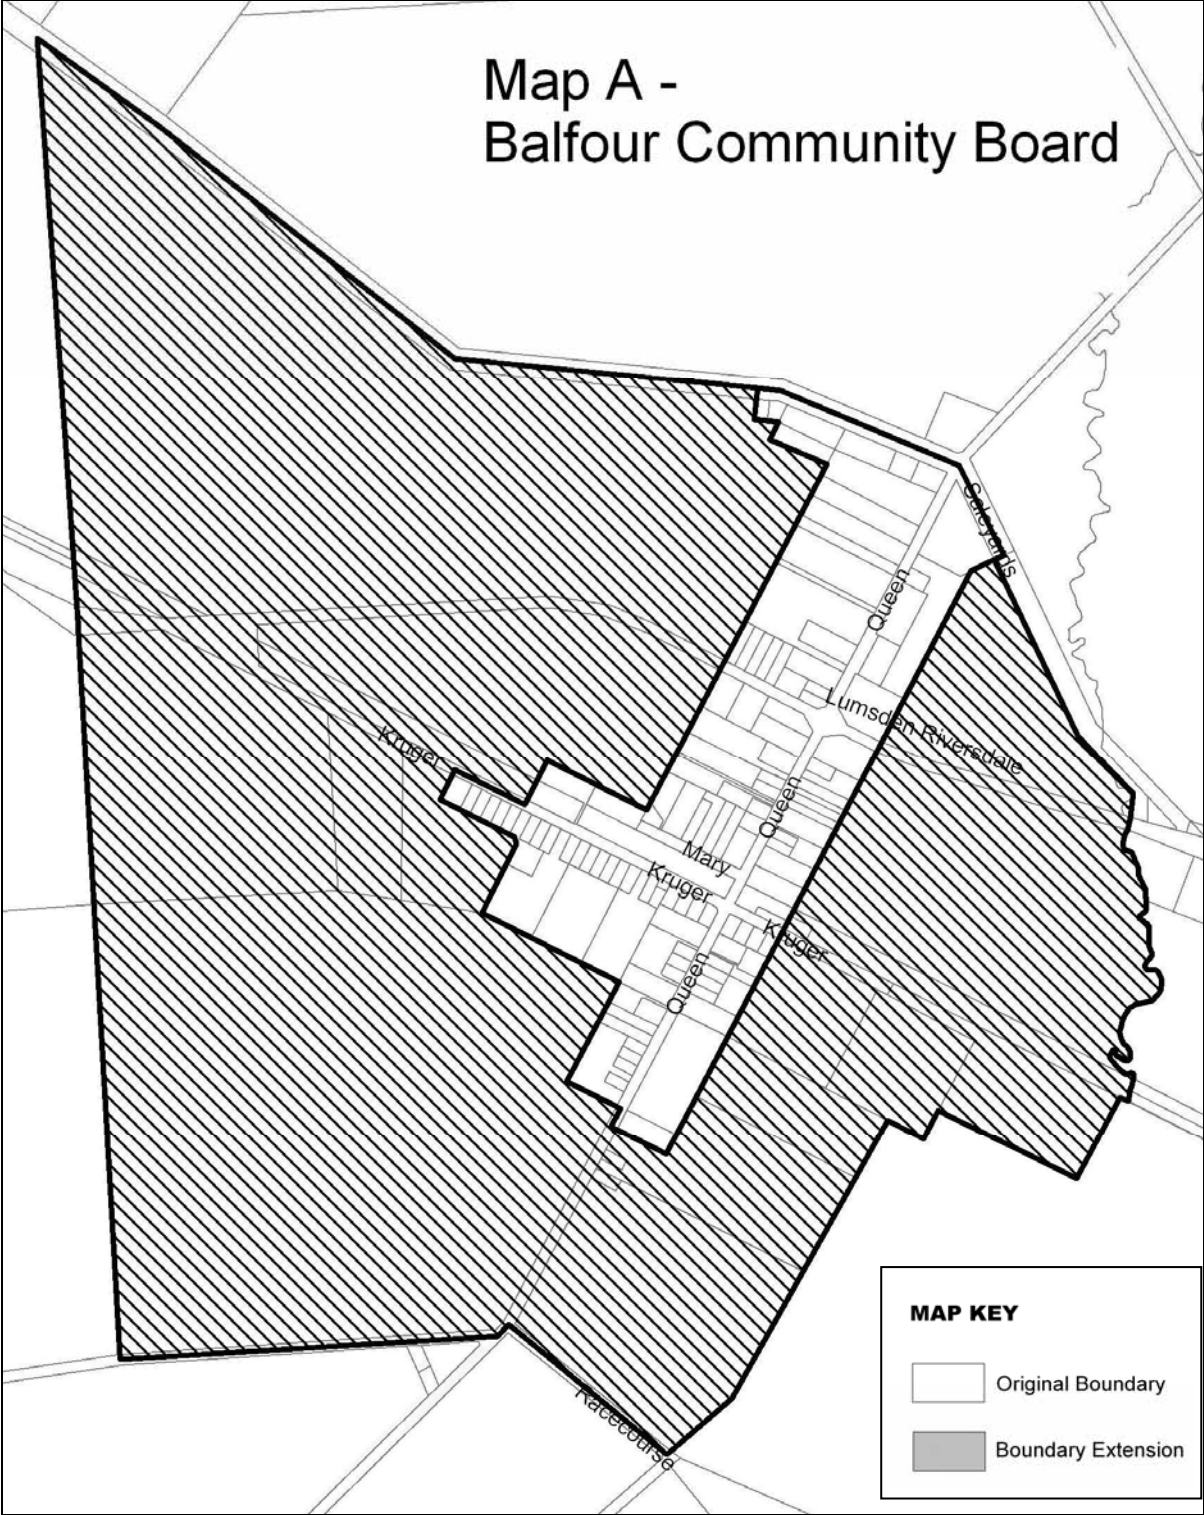 Map A -
Balfour Community Board
Saleyards
Queen
Lumsden Riversdale
Kruger
Queen
Mary
Kruger
Kruger
Queen
Racecourse
MAP KEY
Original Boundary
Boundary Extension